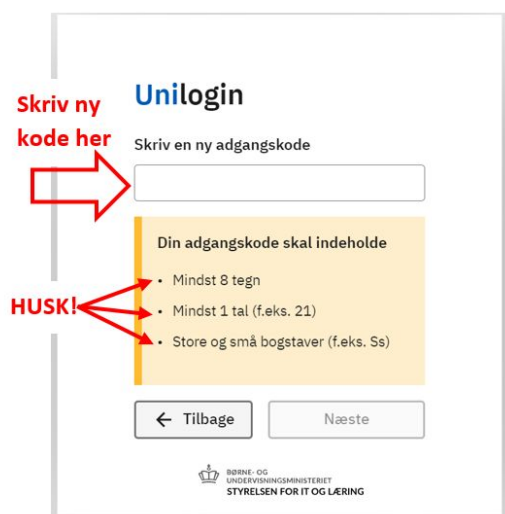 Unilogin
Skriv ny
kode her
Skriv en ny adgangskode
Din adgangskode skal indeholde
• Mindst 8 tegn
HUSK!
• Mindst 1 tal (f.eks. 21)
• Store og små bogstaver (f.eks. Ss)
← Tilbage
Næste
BØRNE- OG
UNDERVISNINGSMINISTERIET
STYRELSEN FOR IT OG LÆRING